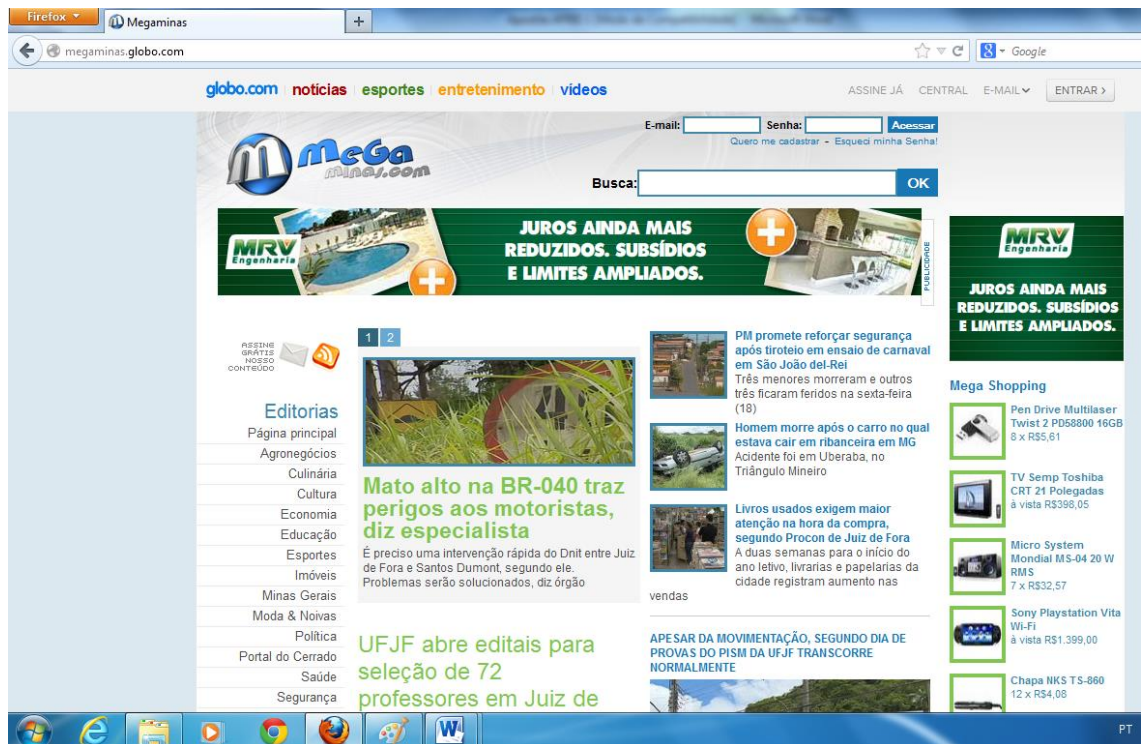 Firefox
Megaminas
megaminas.globo.com
Google
globo.com notícias esportes entretenimento vídeos
ASSINE JÁ CENTRAL E-MAIL ENTRAR >
E-mail: Senha: Acessar
Quero me cadastrar - Esqueci minha Senha!
MeGa
minas.com
Busca: OK
MRV
Engenharia
JUROS AINDA MAIS
REDUZIDOS. SUBSÍDIOS
E LIMITES AMPLIADOS.
PUBLICIDADE
MRV
Engenharia
JUROS AINDA MAIS
REDUZIDOS. SUBSÍDIOS
E LIMITES AMPLIADOS.
ASSINE
GRÁTIS
NOSSO
CONTEÚDO
Editorias
Página principal
Agronegócios
Culinária
Cultura
Economia
Educação
Esportes
Imóveis
Minas Gerais
Moda & Noivas
Política
Portal do Cerrado
Saúde
Segurança
1 2
Mato alto na BR-040 traz
perigos aos motoristas,
diz especialista
É preciso uma intervenção rápida do Dnit entre Juiz
de Fora e Santos Dumont, segundo ele.
Problemas serão solucionados, diz órgão
UFJF abre editais para
seleção de 72
professores em Juiz de
PM promete reforçar segurança
após tiroteio em ensaio de carnaval
em São João del-Rei
Três menores morreram e outros
três ficaram feridos na sexta-feira
(18)
Homem morre após o carro no qual
estava cair em ribanceira em MG
Acidente foi em Uberaba, no
Triângulo Mineiro
Livros usados exigem maior
atenção na hora da compra,
segundo Procon de Juiz de Fora
A duas semanas para o início do
ano letivo, livrarias e papelarias da
cidade registram aumento nas
vendas
APESAR DA MOVIMENTAÇÃO, SEGUNDO DIA DE
PROVAS DO PISM DA UFJF TRANSCORRE
NORMALMENTE
Mega Shopping
Pen Drive Multilaser
Twist 2 PD58800 16GB
8 x R$5,61
TV Semp Toshiba
CRT 21 Polegadas
à vista R$398,05
Micro System
Mondial MS-04 20 W
RMS
7 x R$32,57
Sony Playstation Vita
Wi-Fi
à vista R$1.399,00
Chapa NKS TS-860
12 x R$4,08
PT